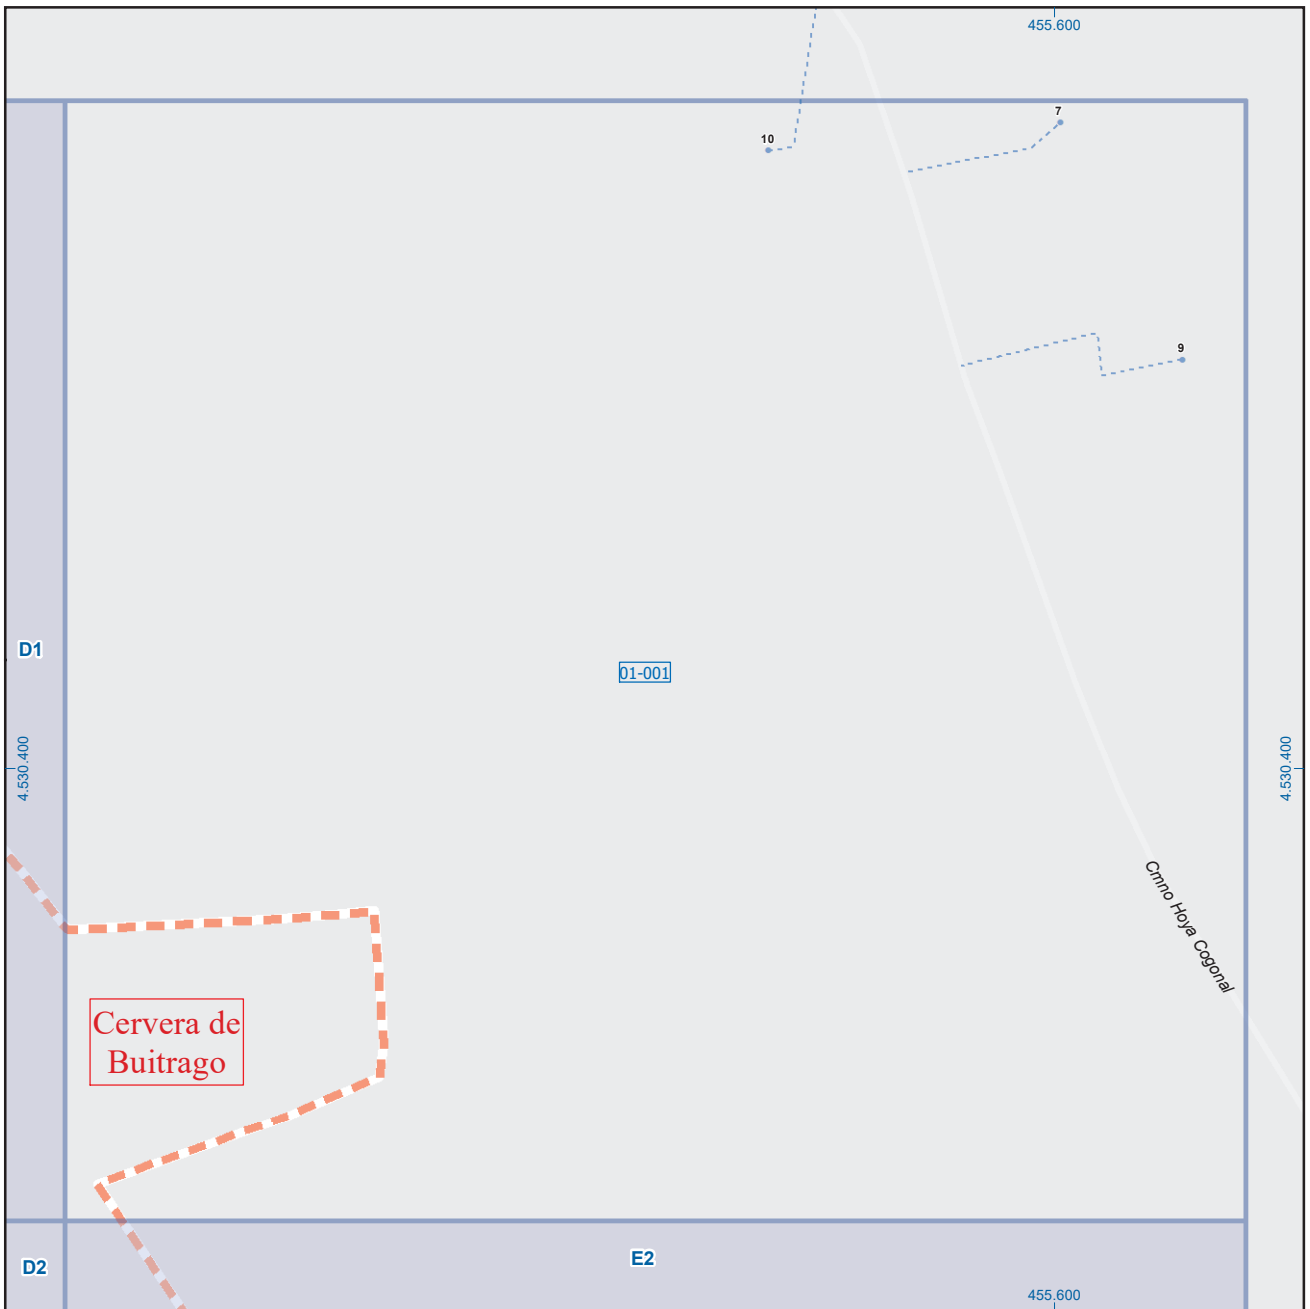 455.600
7
10
9
D1
01-001
4.530.400
4.530.400
Cmno Hoya Cogonal
Cervera de
Buitrago
E2
D2
455.600